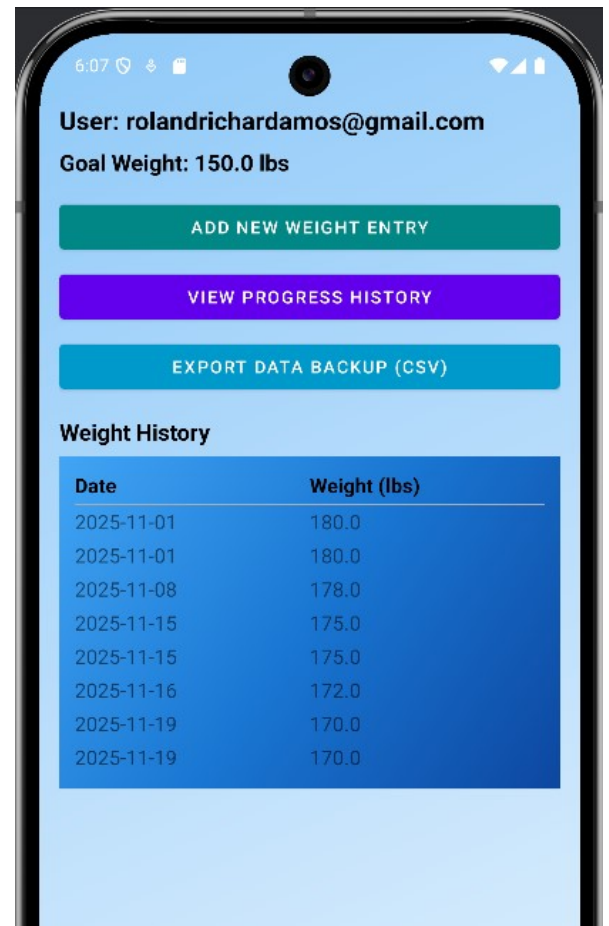 6:07
User: rolandrichardamos@gmail.com
Goal Weight: 150.0 lbs
ADD NEW WEIGHT ENTRY
VIEW PROGRESS HISTORY
EXPORT DATA BACKUP (CSV)
Weight History
Date Weight (lbs)
2025-11-01 180.0
2025-11-01 180.0
2025-11-08 178.0
2025-11-15 175.0
2025-11-15 175.0
2025-11-16 172.0
2025-11-19 170.0
2025-11-19 170.0